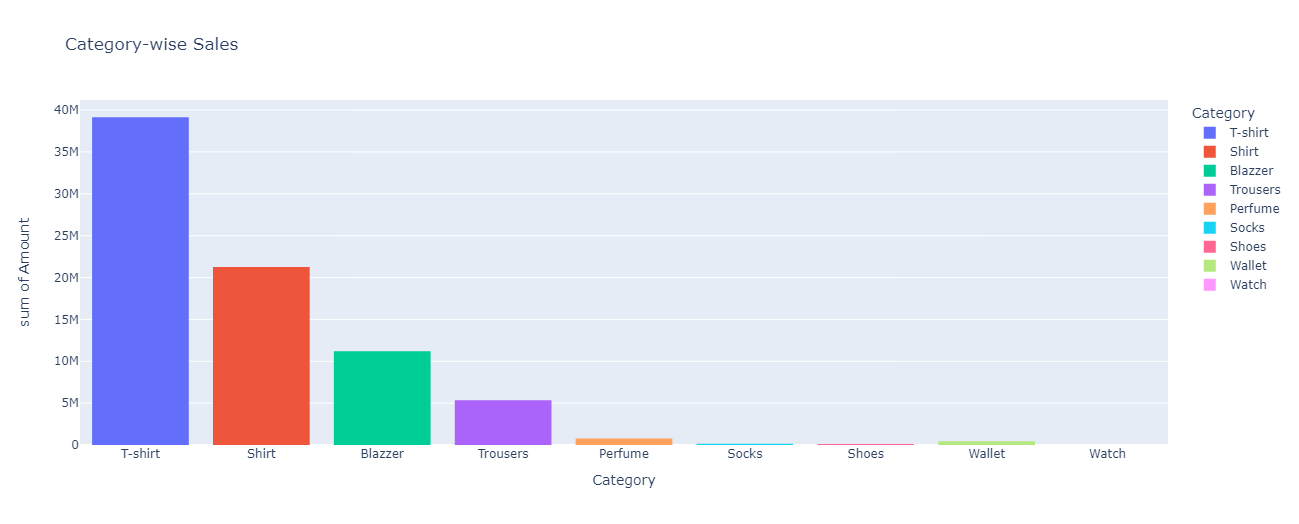 Category-wise Sales
40M
35M
30M
25M
20M
15M
10M
5M
0
sum of Amount
T-shirt
Shirt
Blazzer
Trousers
Perfume
Socks
Shoes
Wallet
Watch
Category
Category
T-shirt
Shirt
Blazzer
Trousers
Perfume
Socks
Shoes
Wallet
Watch